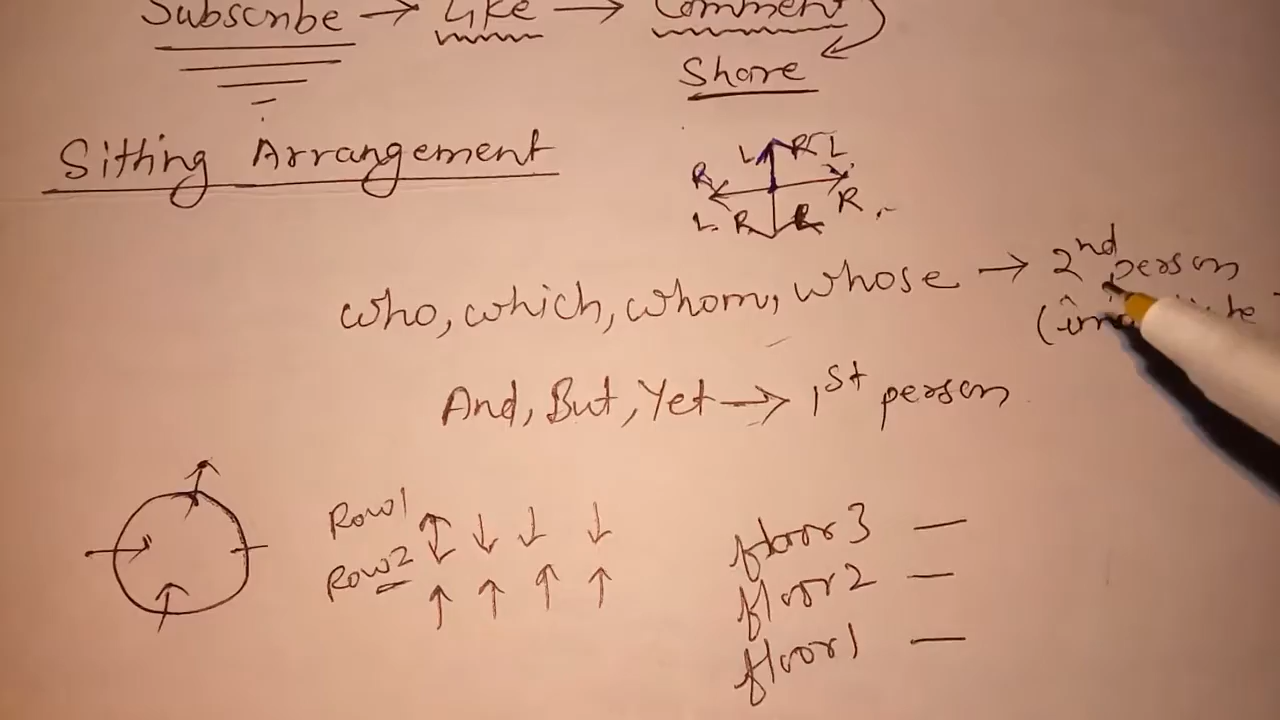 Subscribe → Like → Comment
Share
Sitting Arrangement
L R L
R
L R L R
who, which, whom, whose → 2nd person
And, But, Yet → 1st person
Row1
Row2
floor 3 —
floor 2 —
floor 1 —